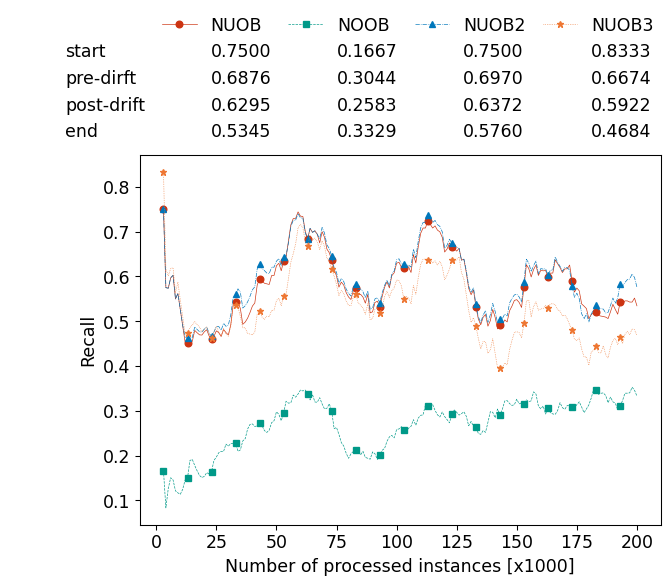 NUOB NOOB NUOB2 NUOB3
start 0.7500 0.1667 0.7500 0.8333
pre-dirft 0.6876 0.3044 0.6970 0.6674
post-drift 0.6295 0.2583 0.6372 0.5922
end 0.5345 0.3329 0.5760 0.4684
0.8
0.7
0.6
0.5
0.4
0.3
0.2
0.1
Recall
0 25 50 75 100 125 150 175 200
Number of processed instances [x1000]